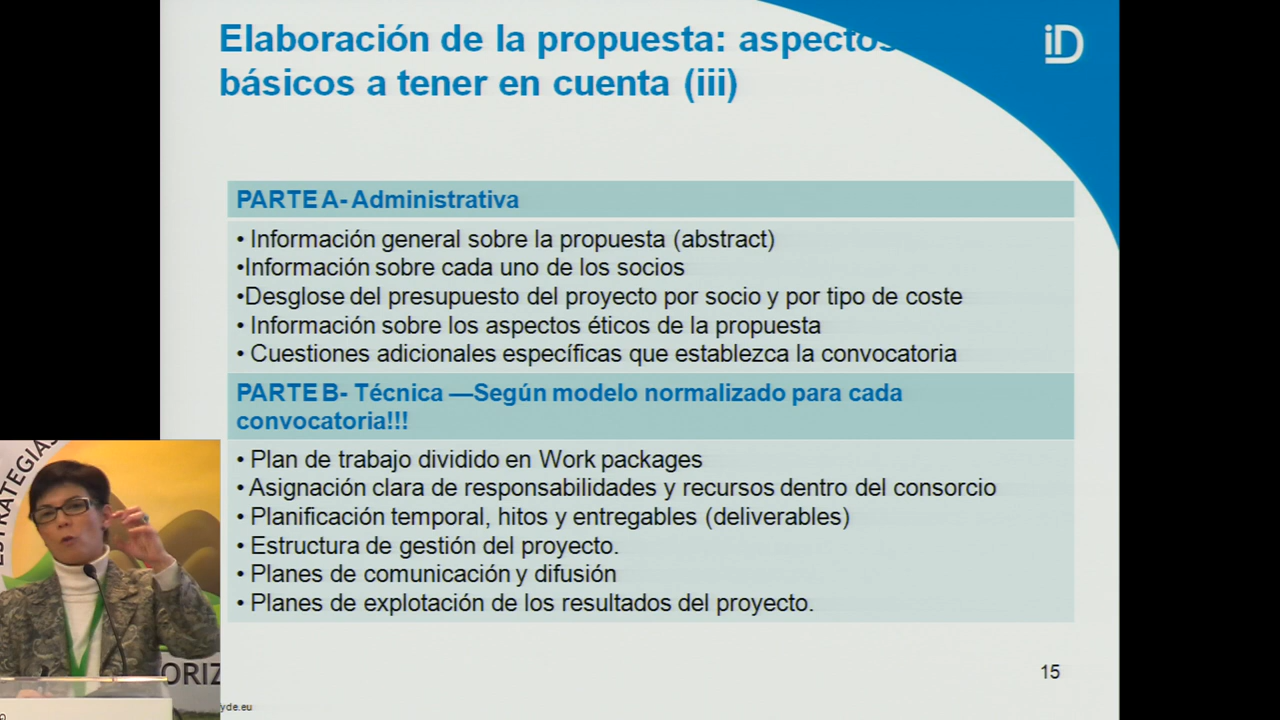 Elaboración de la propuesta: aspectos
básicos a tener en cuenta (iii)
iD
PARTE A- Administrativa
• Información general sobre la propuesta (abstract)
•Información sobre cada uno de los socios
•Desglose del presupuesto del proyecto por socio y por tipo de coste
• Información sobre los aspectos éticos de la propuesta
• Cuestiones adicionales específicas que establezca la convocatoria
PARTE B- Técnica —Según modelo normalizado para cada
convocatoria!!!
• Plan de trabajo dividido en Work packages
• Asignación clara de responsabilidades y recursos dentro del consorcio
• Planificación temporal, hitos y entregables (deliverables)
• Estructura de gestión del proyecto.
• Planes de comunicación y difusión
• Planes de explotación de los resultados del proyecto.
ESTRATEGIAS
ORIZ
15
yde.eu